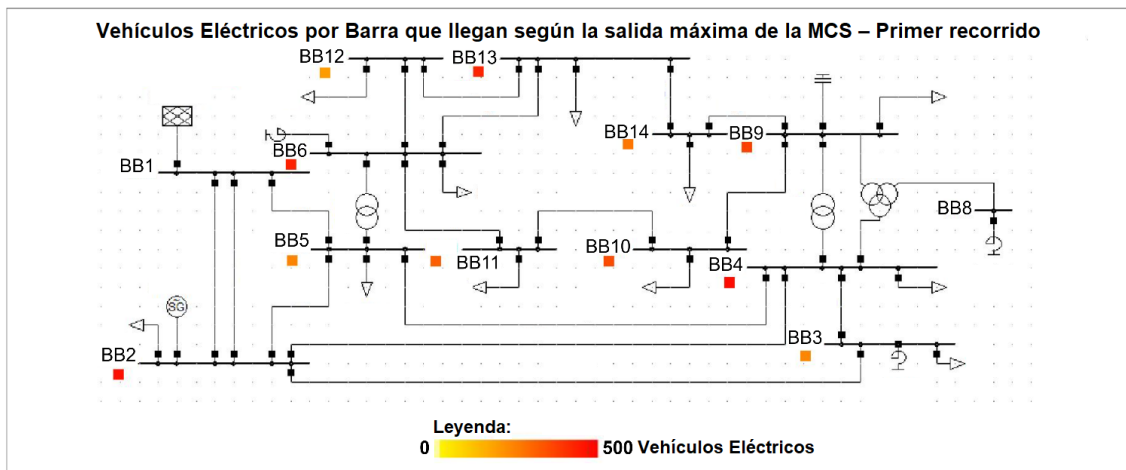 Vehículos Eléctricos por Barra que llegan según la salida máxima de la MCS – Primer recorrido
BB12
BB13
BB14
BB9
BB6
BB1
BB8
BB5
BB11
BB10
BB4
SG
BB3
BB2
Leyenda:
0
500 Vehículos Eléctricos